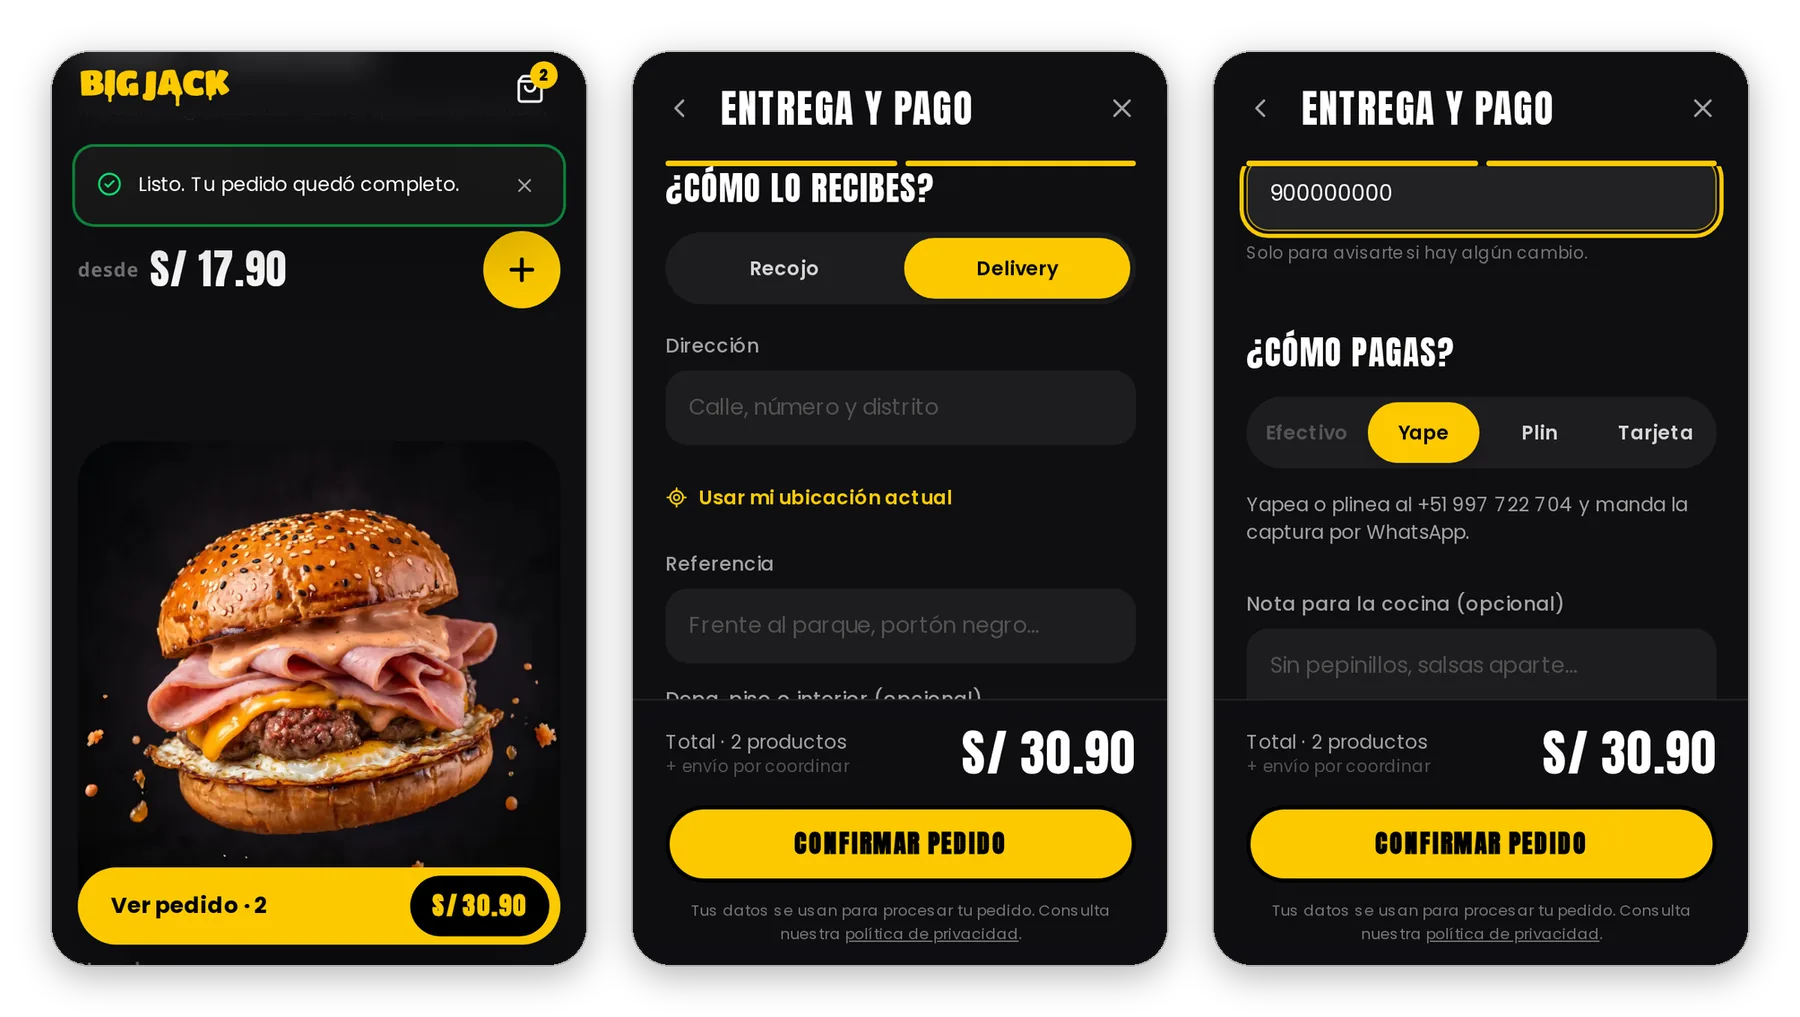 BIG JACK
2
Listo. Tu pedido quedó completo.
desde S/ 17.90
Ver pedido · 2
S/ 30.90
ENTREGA Y PAGO
¿CÓMO LO RECIBES?
Recojo
Delivery
Dirección
Calle, número y distrito
Usar mi ubicación actual
Referencia
Frente al parque, portón negro...
Depa, piso o interior (opcional)
Total · 2 productos
+ envío por coordinar
S/ 30.90
CONFIRMAR PEDIDO
Tus datos se usan para procesar tu pedido. Consulta
nuestra política de privacidad.
ENTREGA Y PAGO
900000000
Solo para avisarte si hay algún cambio.
¿CÓMO PAGAS?
Efectivo
Yape
Plin
Tarjeta
Yapea o plinea al +51 997 722 704 y manda la
captura por WhatsApp.
Nota para la cocina (opcional)
Sin pepinillos, salsas aparte...
Total · 2 productos
+ envío por coordinar
S/ 30.90
CONFIRMAR PEDIDO
Tus datos se usan para procesar tu pedido. Consulta
nuestra política de privacidad.